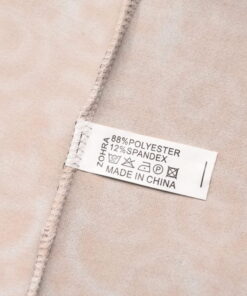 ZOHRA
88%POLYESTER
12%SPANDEX
MADE IN CHINA